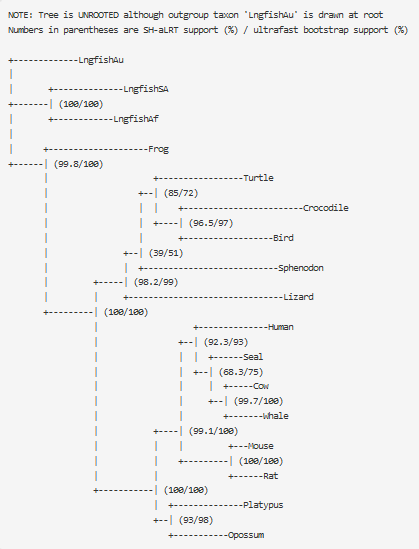 NOTE: Tree is UNROOTED although outgroup taxon 'LngfishAu' is drawn at root
Numbers in parentheses are SH-aLRT support (%) / ultrafast bootstrap support (%)
LngfishAu
LngfishSA
(100/100)
LngfishAf
Frog
(99.8/100)
Turtle
(85/72)
Crocodile
(96.5/97)
Bird
(39/51)
Sphenodon
(98.2/99)
Lizard
(100/100)
Human
(92.3/93)
Seal
(68.3/75)
Cow
(99.7/100)
Whale
(99.1/100)
Mouse
(100/100)
Rat
(100/100)
Platypus
(93/98)
Opossum